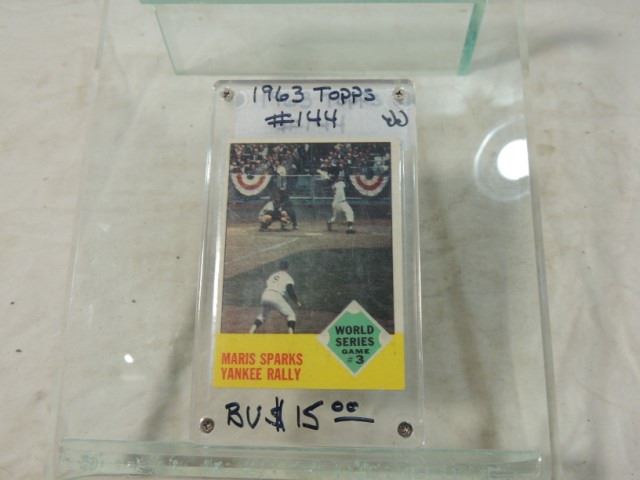 1963 TOPPS
#144
WORLD
SERIES
GAME
#3
MARIS SPARKS
YANKEE RALLY
BV $15.00